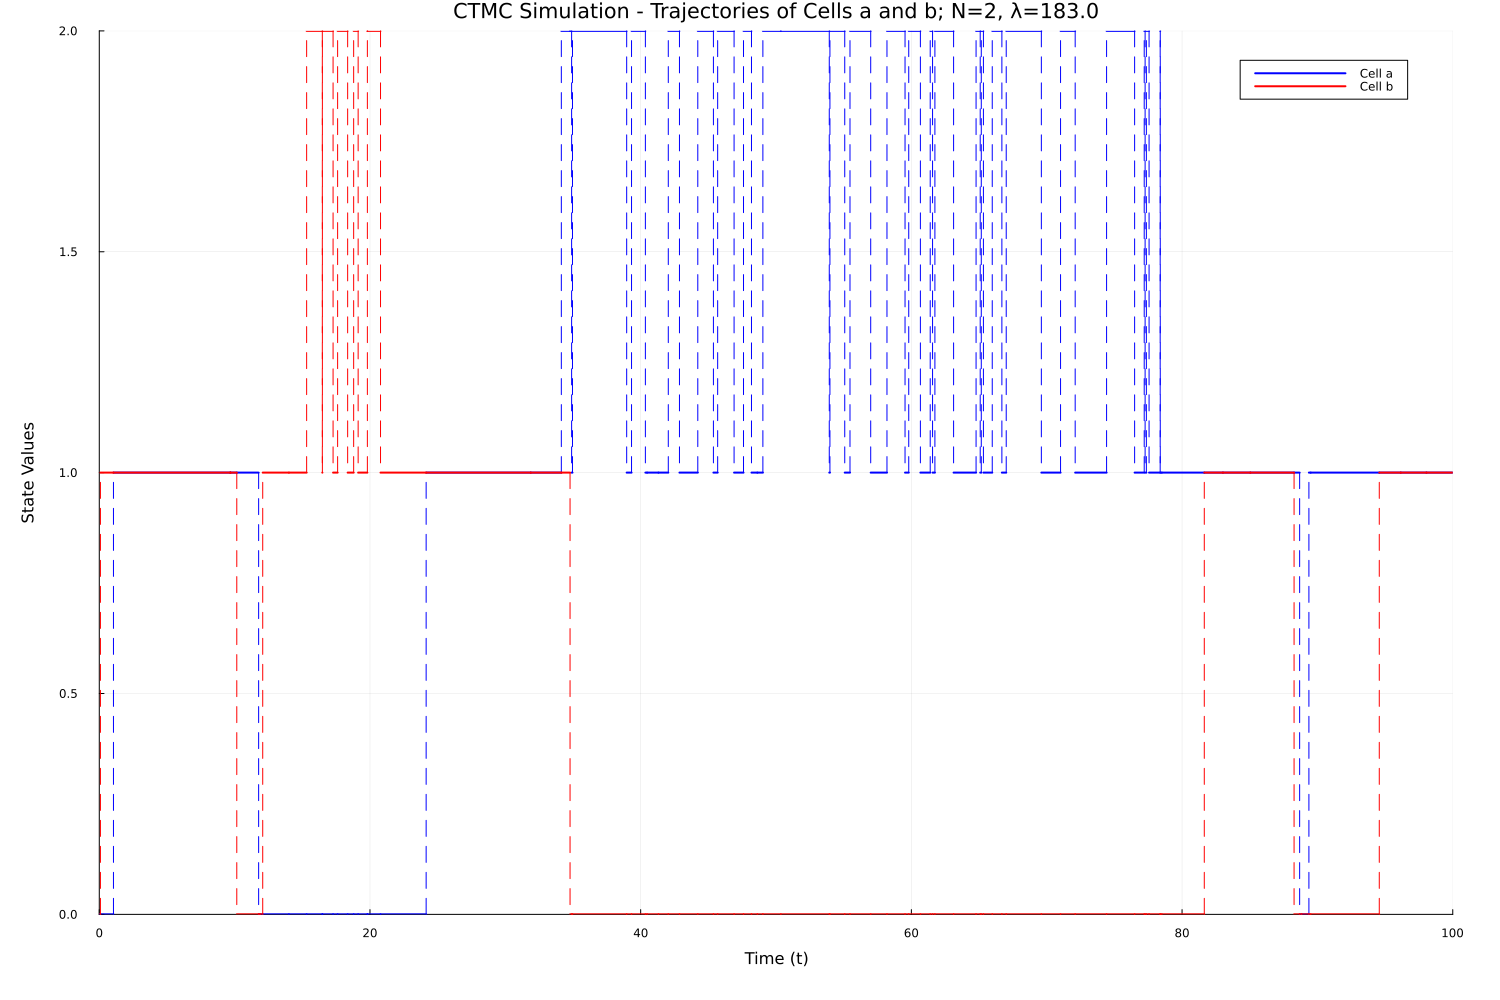 CTMC Simulation - Trajectories of Cells a and b; N=2, λ=183.0
2.0
Cell a
Cell b
1.5
State Values
1.0
0.5
0.0
0 20 40 60 80 100
Time (t)